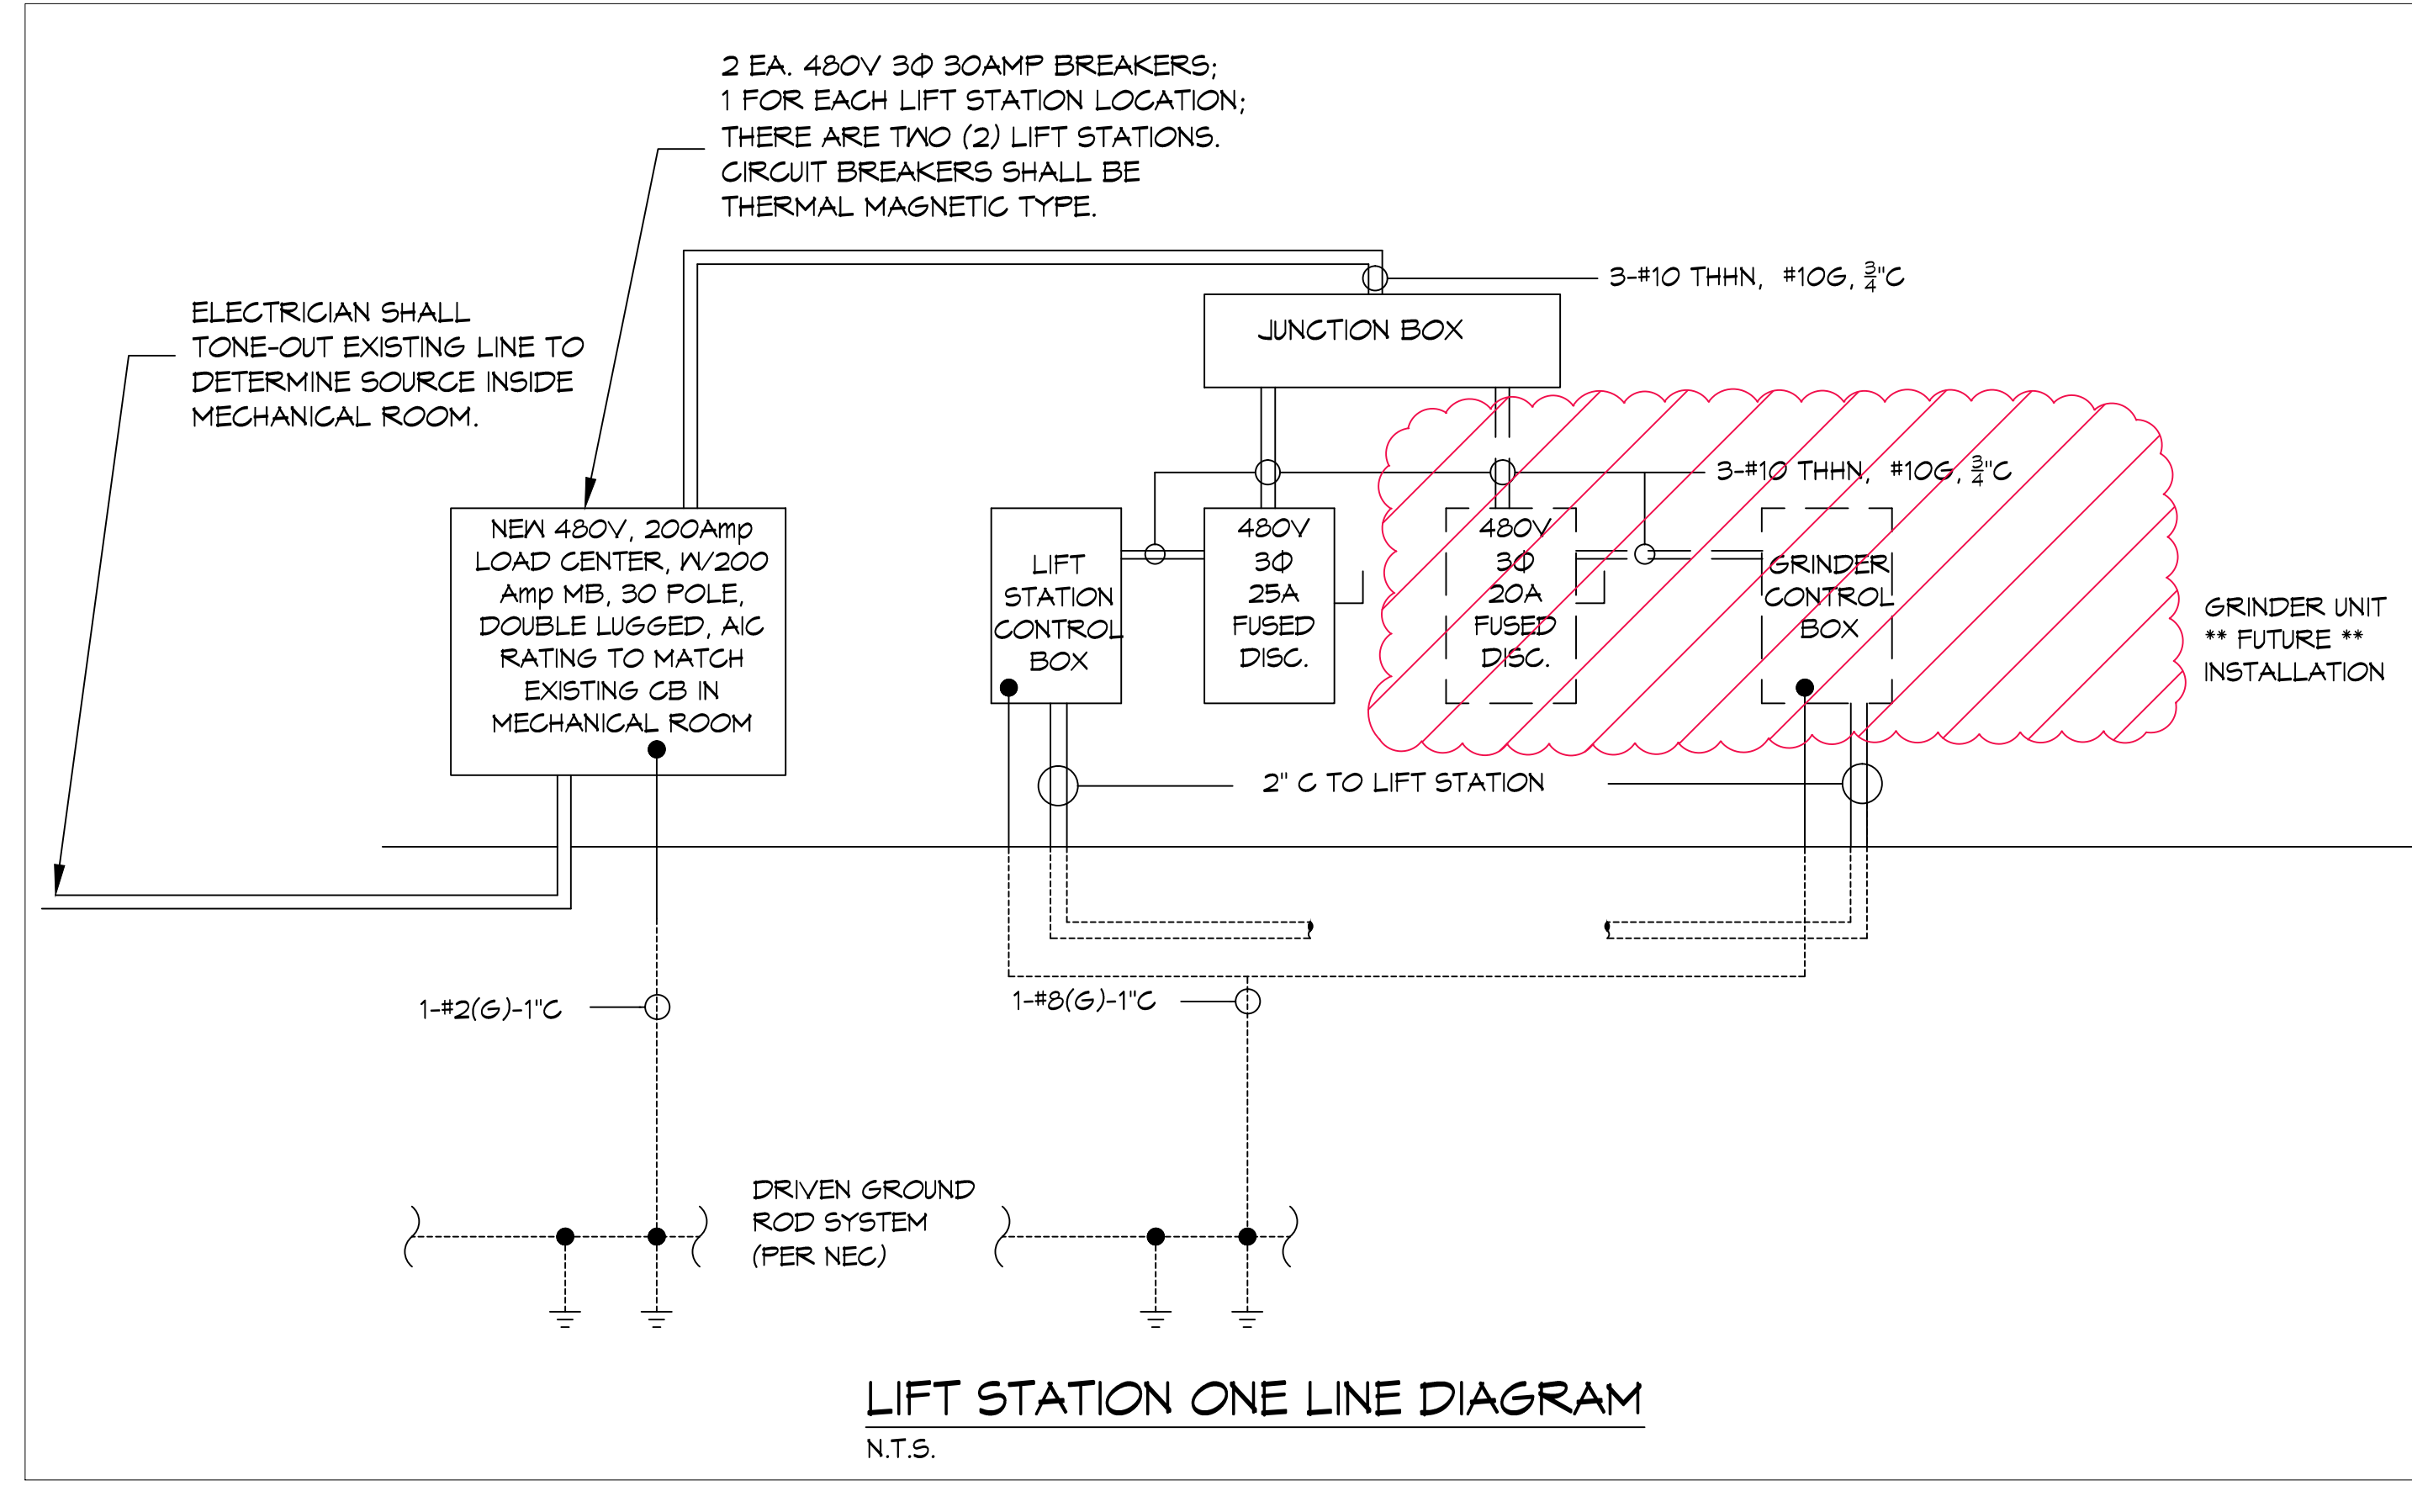 2 EA. 480V 3Φ 30AMP BREAKERS;
1 FOR EACH LIFT STATION LOCATION;
THERE ARE TWO (2) LIFT STATIONS.
CIRCUIT BREAKERS SHALL BE
THERMAL MAGNETIC TYPE.
3-#10 THHN, #10G, 3/4"C
ELECTRICIAN SHALL
TONE-OUT EXISTING LINE TO
DETERMINE SOURCE INSIDE
MECHANICAL ROOM.
JUNCTION BOX
3-#10 THHN, #10G, 3/4"C
NEW 480V, 200Amp
LOAD CENTER, W/200
Amp MB, 30 POLE,
DOUBLE LUGGED, AIC
RATING TO MATCH
EXISTING CB IN
MECHANICAL ROOM
LIFT
STATION
CONTROL
BOX
480V
3Φ
25A
FUSED
DISC.
480V
3Φ
20A
FUSED
DISC.
GRINDER
CONTROL
BOX
GRINDER UNIT
** FUTURE **
INSTALLATION
2" C TO LIFT STATION
1-#2(G)-1"C
1-#8(G)-1"C
DRIVEN GROUND
ROD SYSTEM
(PER NEC)
LIFT STATION ONE LINE DIAGRAM
N.T.S.